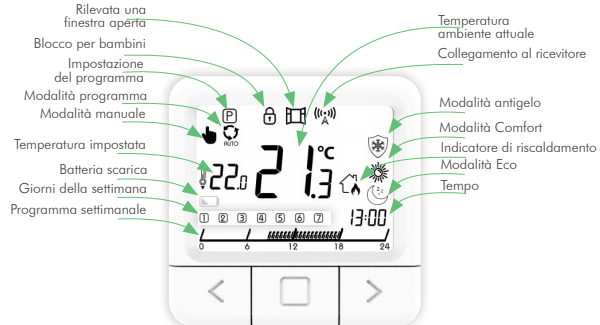 Rilevata una
finestra aperta
Blocco per bambini
Impostazione
del programma
Modalità programma
Modalità manuale
Temperatura impostata
Batteria scarica
Giorni della settimana
Programma settimanale
Temperatura
ambiente attuale
Collegamento al ricevitore
Modalità antigelo
Modalità Comfort
Indicatore di riscaldamento
Modalità Eco
Tempo
P
A
AUTO
22.0
21.3 °C
1 2 3 4 5 6 7
13:00
0 6 12 18 24